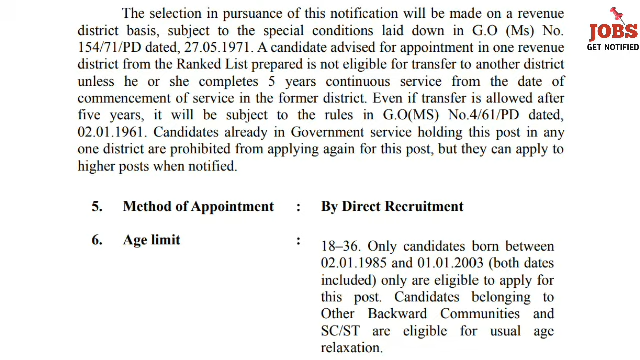 The selection in pursuance of this notification will be made on a revenue
district basis, subject to the special conditions laid down in G.O (Ms) No.
154/71/PD dated, 27.05.1971. A candidate advised for appointment in one revenue
district from the Ranked List prepared is not eligible for transfer to another district
unless he or she completes 5 years continuous service from the date of
commencement of service in the former district. Even if transfer is allowed after
five years, it will be subject to the rules in G.O(MS) No.4/61/PD dated,
02.01.1961. Candidates already in Government service holding this post in any
one district are prohibited from applying again for this post, but they can apply to
higher posts when notified.
JOBS
GET NOTIFIED
5. Method of Appointment : By Direct Recruitment
6. Age limit :
18-36. Only candidates born between
02.01.1985 and 01.01.2003 (both dates
included) only are eligible to apply for
this post. Candidates belonging to
Other Backward Communities and
SC/ST are eligible for usual age
relaxation.